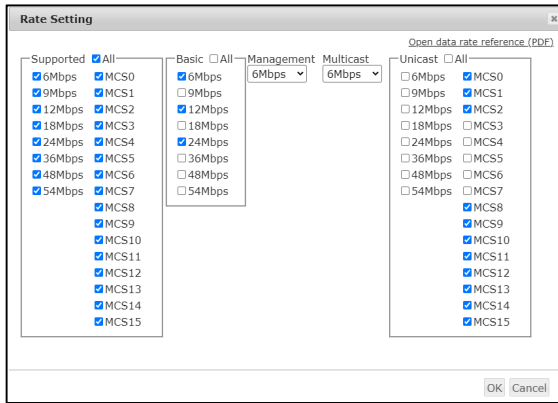 Rate Setting
Open data rate reference (PDF)
Supported All Basic All Management Multicast Unicast All
6Mbps MCS0 6Mbps 6Mbps 6Mbps 6Mbps MCS0
9Mbps MCS1 9Mbps 9Mbps MCS1
12Mbps MCS2 12Mbps 12Mbps MCS2
18Mbps MCS3 18Mbps 18Mbps MCS3
24Mbps MCS4 24Mbps 24Mbps MCS4
36Mbps MCS5 36Mbps 36Mbps MCS5
48Mbps MCS6 48Mbps 48Mbps MCS6
54Mbps MCS7 54Mbps 54Mbps MCS7
MCS8 MCS8
MCS9 MCS9
MCS10 MCS10
MCS11 MCS11
MCS12 MCS12
MCS13 MCS13
MCS14 MCS14
MCS15 MCS15
OK Cancel